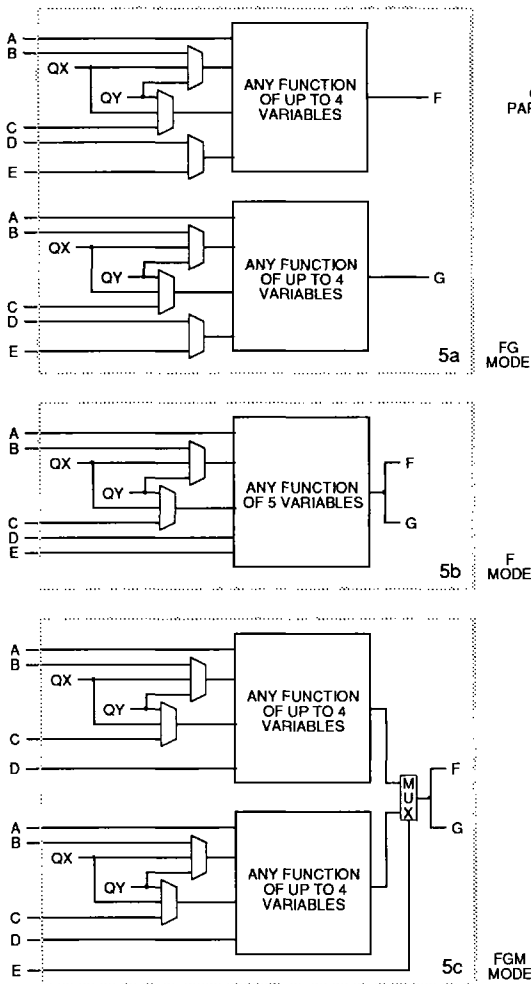 A
B
QX
QY
C
D
E
ANY FUNCTION
OF UP TO 4
VARIABLES
F
PAR
A
B
QX
QY
C
D
E
ANY FUNCTION
OF UP TO 4
VARIABLES
G
5a
FG
MODE
A
B
QX
QY
C
D
E
ANY FUNCTION
OF 5 VARIABLES
F
G
5b
F
MODE
A
B
QX
QY
C
D
ANY FUNCTION
OF UP TO 4
VARIABLES
MUX
F
G
A
B
QX
QY
C
D
E
ANY FUNCTION
OF UP TO 4
VARIABLES
5c
FGM
MODE